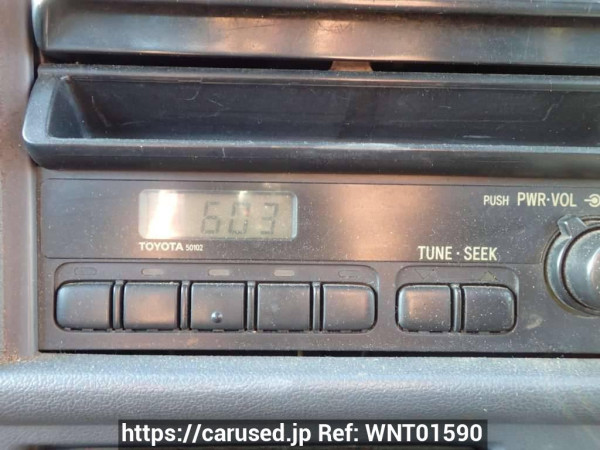 PUSH PWR·VOL
603
TOYOTA 50102
TUNE·SEEK
https://carused.jp Ref: WNT01590